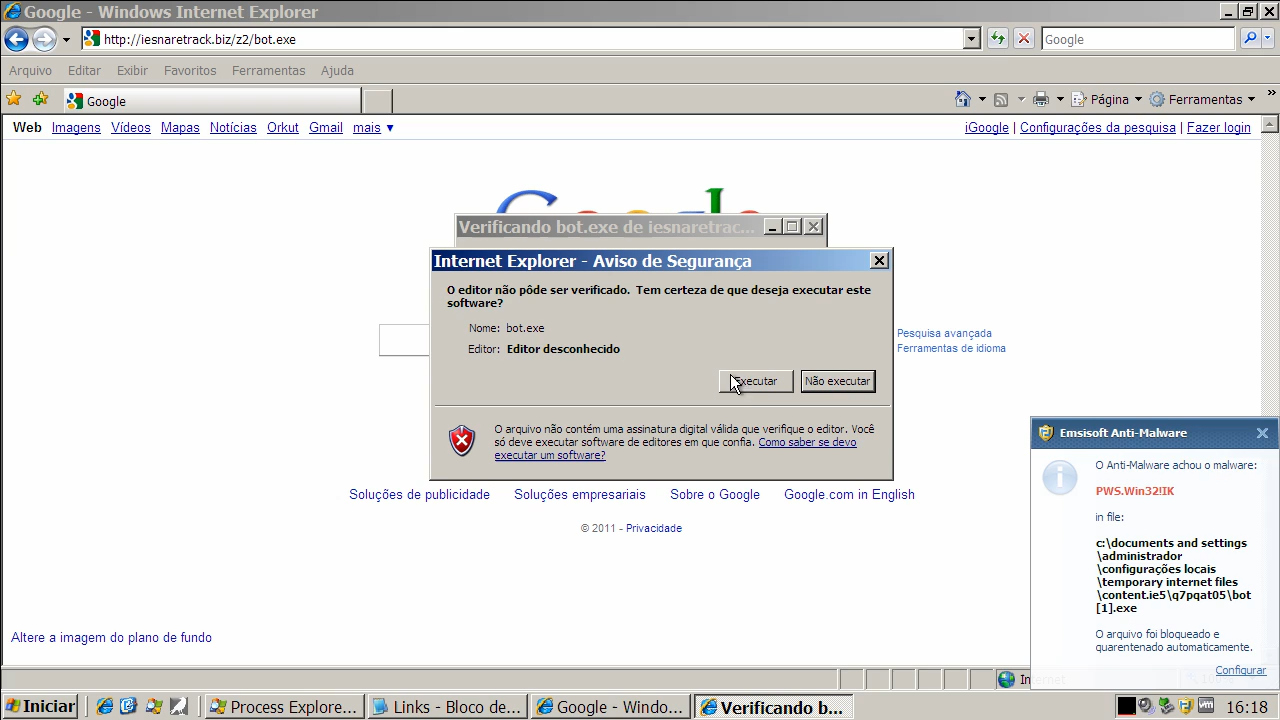 Google - Windows Internet Explorer
http://iesnaretrack.biz/z2/bot.exe
Google
Arquivo Editar Exibir Favoritos Ferramentas Ajuda
Google
Página
Ferramentas
Web Imagens Vídeos Mapas Notícias Orkut Gmail mais ▼
iGoogle | Configurações da pesquisa | Fazer login
Verificando bot.exe de iesnaretrac...
Internet Explorer - Aviso de Segurança
O editor não pôde ser verificado. Tem certeza de que deseja executar este
software?
Nome: bot.exe
Editor: Editor desconhecido
Executar
Não executar
O arquivo não contém uma assinatura digital válida que verifique o editor. Você
só deve executar software de editores em que confia. Como saber se devo
executar um software?
Pesquisa avançada
Ferramentas de idioma
Soluções de publicidade Soluções empresariais Sobre o Google Google.com in English
© 2011 - Privacidade
Altere a imagem do plano de fundo
Emsisoft Anti-Malware
O Anti-Malware achou o malware:
PWS.Win32!IK
in file:
c:\documents and settings
\administrador
\configurações locais
\temporary internet files
\content.ie5\q7pqat05\bot
[1].exe
O arquivo foi bloqueado e
quarentenado automaticamente.
Configurar
Iniciar
Process Explore...
Links - Bloco de...
Google - Windo...
Verificando b...
16:18